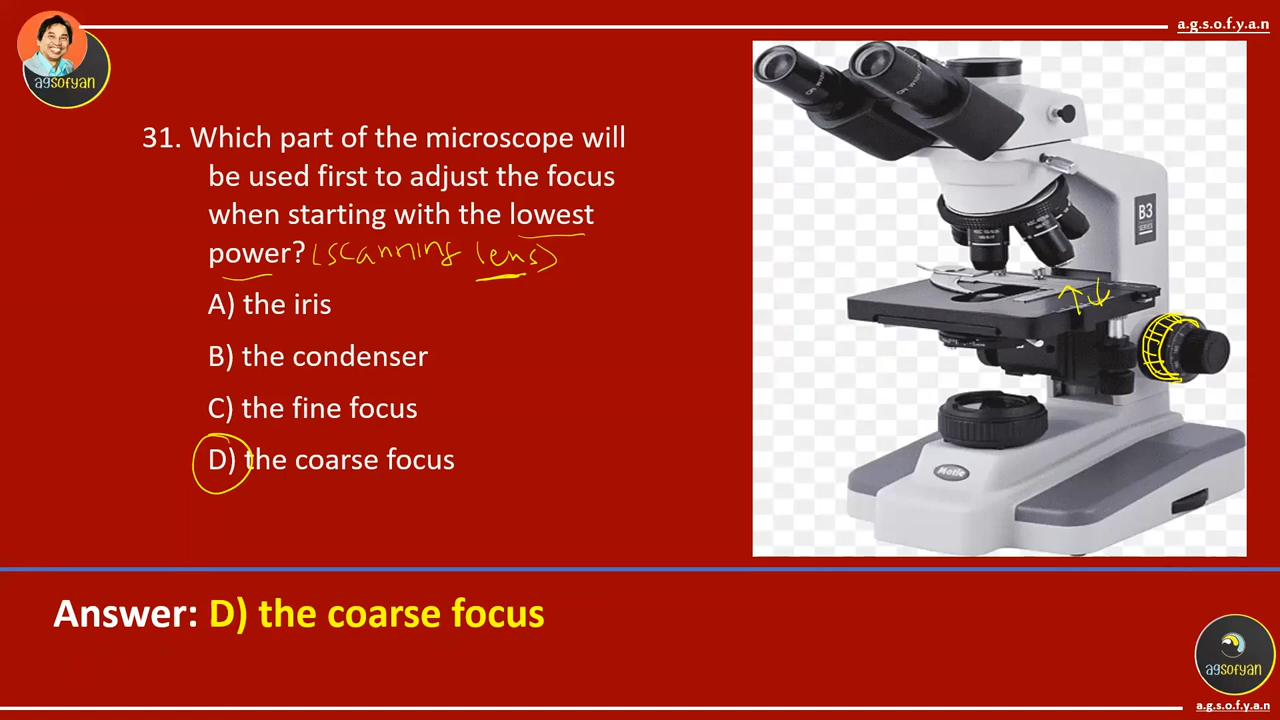 agsofyan
a.g.s.o.f.y.a.n
31. Which part of the microscope will
be used first to adjust the focus
when starting with the lowest
power? (scanning lens)
A) the iris
B) the condenser
C) the fine focus
D) the coarse focus
B3
SERIES
Motic
Answer: D) the coarse focus
agsofyan
a.g.s.o.f.y.a.n